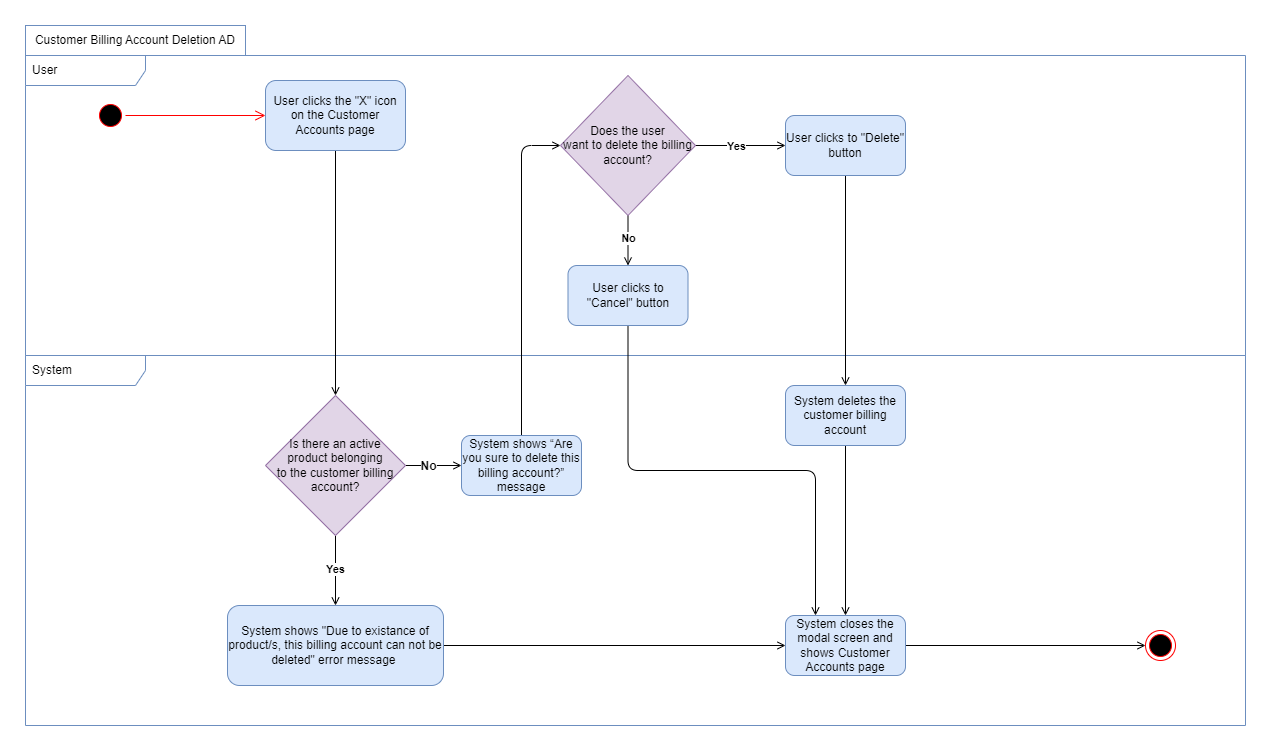 Customer Billing Account Deletion AD
User
User clicks the "X" icon
on the Customer
Accounts page
Does the user
want to delete the billing
account?
Yes
User clicks to "Delete"
button
No
User clicks to
"Cancel" button
System
Is there an active
product belonging
to the customer billing
account?
No
System shows “Are
you sure to delete this
billing account?”
message
System deletes the
customer billing
account
Yes
System shows "Due to existance of
product/s, this billing account can not be
deleted" error message
System closes the
modal screen and
shows Customer
Accounts page